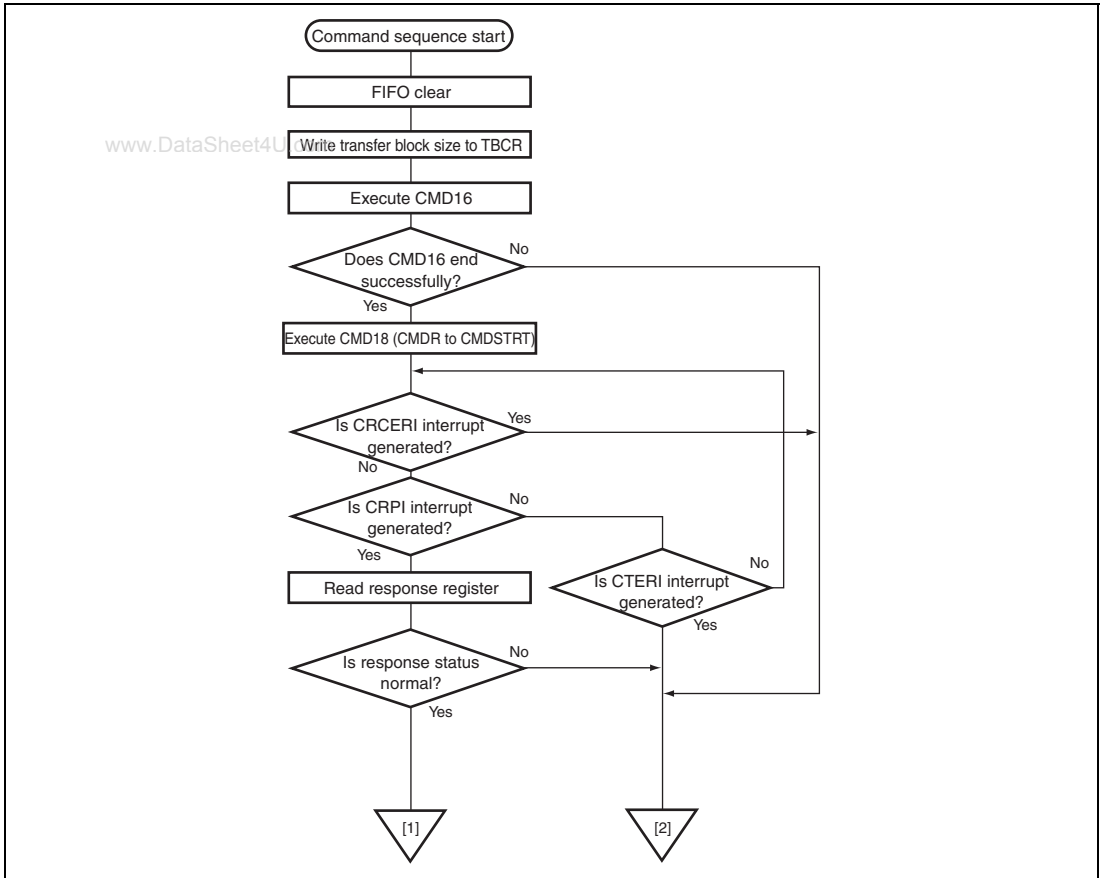 Command sequence start
FIFO clear
www.DataSheet4U.com
Write transfer block size to TBCR
Execute CMD16
Does CMD16 end
successfully?
No
Yes
Execute CMD18 (CMDR to CMDSTRT)
Is CRCERI interrupt
generated?
Yes
No
Is CRPI interrupt
generated?
No
Yes
Read response register
Is CTERI interrupt
generated?
No
Yes
Is response status
normal?
No
Yes
[1]
[2]